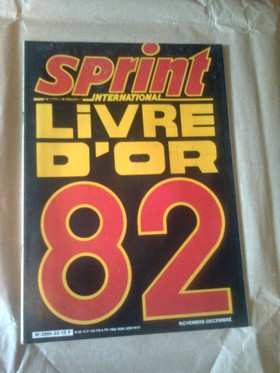 SPRINT
INTERNATIONAL
LiVRE
D'OR
82
NOVEMBRE-DECEMBRE